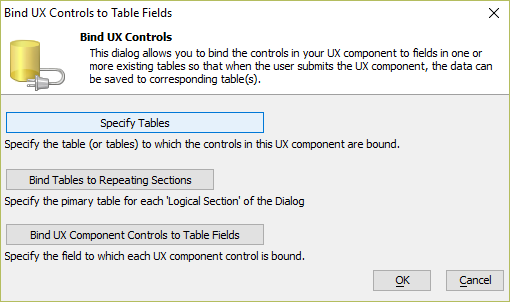 Bind UX Controls to Table Fields
Bind UX Controls
This dialog allows you to bind the controls in your UX component to fields in one or
more existing tables so that when the user submits the UX component, the data can
be saved to corresponding table(s).
Specify Tables
Specify the table (or tables) to which the controls in this UX component are bound.
Bind Tables to Repeating Sections
Specify the pimary table for each 'Logical Section' of the Dialog
Bind UX Component Controls to Table Fields
Specify the field to which each UX component control is bound.
OK Cancel